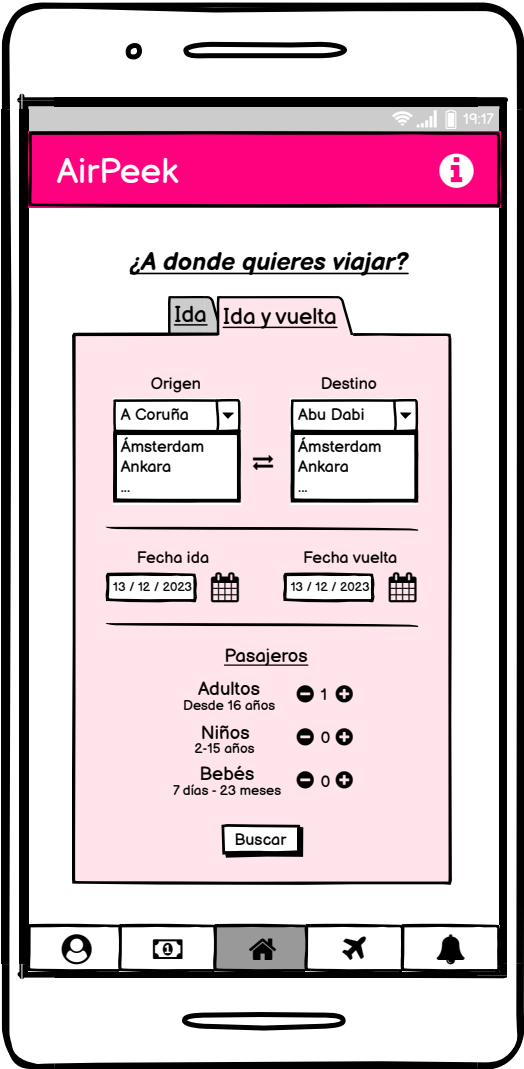 19:17
AirPeek
¿A donde quieres viajar?
Ida
Ida y vuelta
Origen
Destino
A Coruña
Abu Dabi
Ámsterdam
Ankara
...
Ámsterdam
Ankara
...
Fecha ida
Fecha vuelta
13 / 12 / 2023
13 / 12 / 2023
Pasajeros
Adultos
Desde 16 años
1
Niños
2-15 años
0
Bebés
7 días - 23 meses
0
Buscar
1